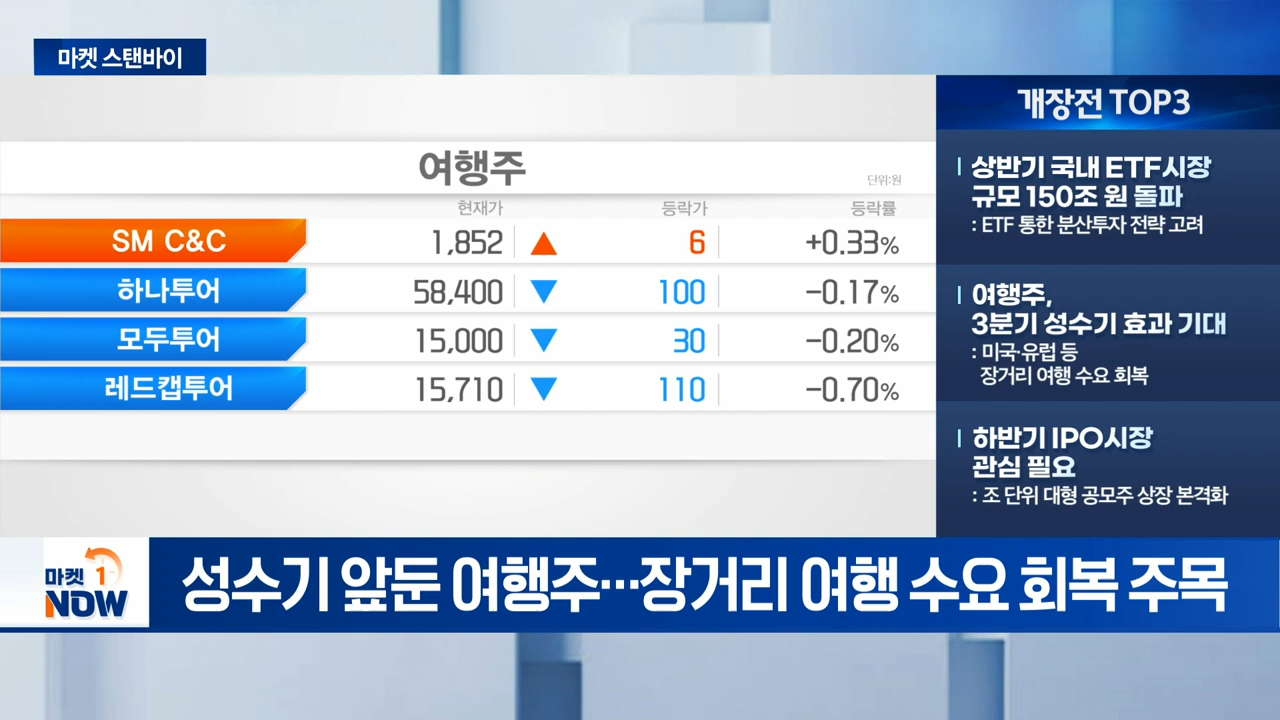 마켓 스탠바이
여행주
단위:원
현재가 등락가 등락률
SM C&C 1,852 ▲ 6 +0.33%
하나투어 58,400 ▼ 100 -0.17%
모두투어 15,000 ▼ 30 -0.20%
레드캡투어 15,710 ▼ 110 -0.70%
개장전 TOP3
상반기 국내 ETF시장
규모 150조 원 돌파
: ETF 통한 분산투자 전략 고려
여행주,
3분기 성수기 효과 기대
: 미국·유럽 등
장거리 여행 수요 회복
하반기 IPO시장
관심 필요
: 조 단위 대형 공모주 상장 본격화
마켓 1
NOW
성수기 앞둔 여행주…장거리 여행 수요 회복 주목